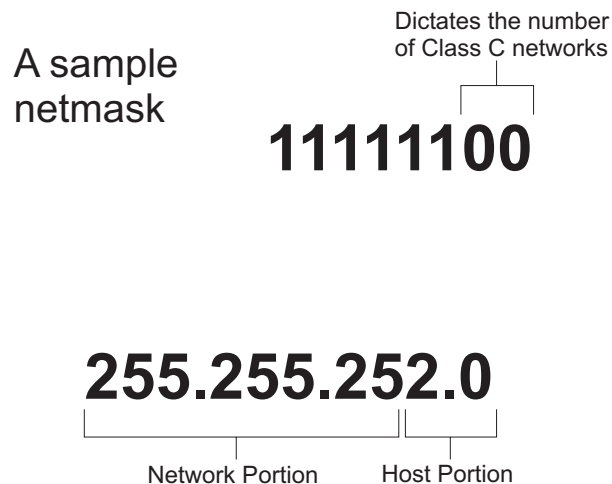 A sample
netmask
Dictates the number
of Class C networks
11111100
255.255.252.0
Network Portion
Host Portion